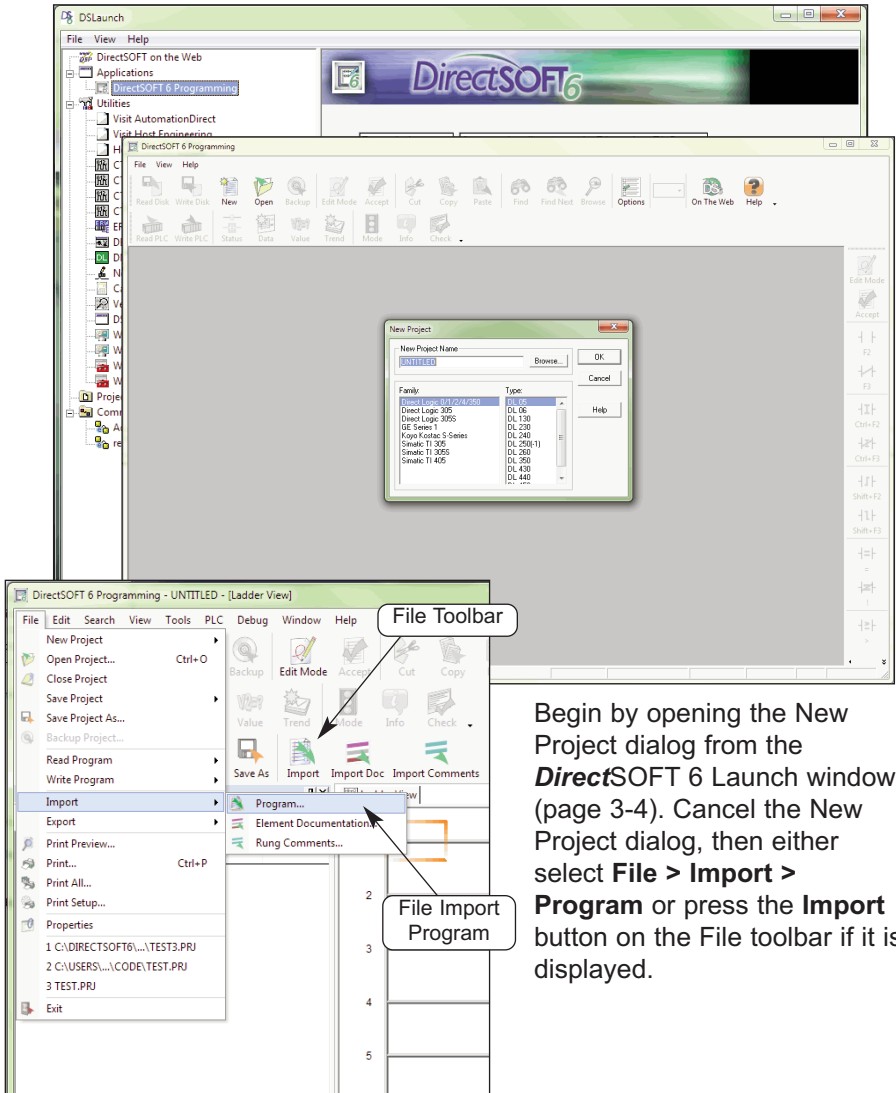 DSLaunch
File View Help
DirectSOFT on the Web
Applications
DirectSOFT 6 Programming
Utilities
Visit AutomationDirect
Visit Host Engineering
DirectSOFT6
DirectSOFT 6 Programming
File View Help
Read Disk Write Disk New Open Backup Edit Mode Accept Cut Copy Paste Find Find Next Browse Options On The Web Help
Read PLC Write PLC Status Data Value Trend Mode Info Check
Edit Mode
Accept
F2
F3
Ctrl+F2
Ctrl+F3
Shift+F2
Shift+F3
=
!
>
New Project
New Project Name
UNTITLED
Browse...
OK
Cancel
Help
Family:
Direct Logic 0/1/2/4/350
Direct Logic 305
Direct Logic 305S
GE Series 1
Koyo Kostac S-Series
Simatic TI 305
Simatic TI 305S
Simatic TI 405
Type:
DL 05
DL 06
DL 130
DL 230
DL 240
DL 250(-1)
DL 260
DL 350
DL 430
DL 440
DirectSOFT 6 Programming - UNTITLED - [Ladder View]
File Edit Search View Tools PLC Debug Window Help
Backup Edit Mode Accept Cut Copy
Value Trend Mode Info Check
Save As Import Import Doc Import Comments
New Project
Open Project... Ctrl+O
Close Project
Save Project
Save Project As...
Backup Project...
Read Program
Write Program
Import
Export
Print Preview...
Print... Ctrl+P
Print All...
Print Setup...
Properties
1 C:\DIRECTSOFT6\...\TEST3.PRJ
2 C:\USERS\...\CODE\TEST.PRJ
3 TEST.PRJ
Exit
Program...
Element Documentation...
Rung Comments...
2
3
4
5
File Toolbar
File Import
Program
Begin by opening the New
Project dialog from the
DirectSOFT 6 Launch window
(page 3-4). Cancel the New
Project dialog, then either
select File > Import >
Program or press the Import
button on the File toolbar if it is
displayed.